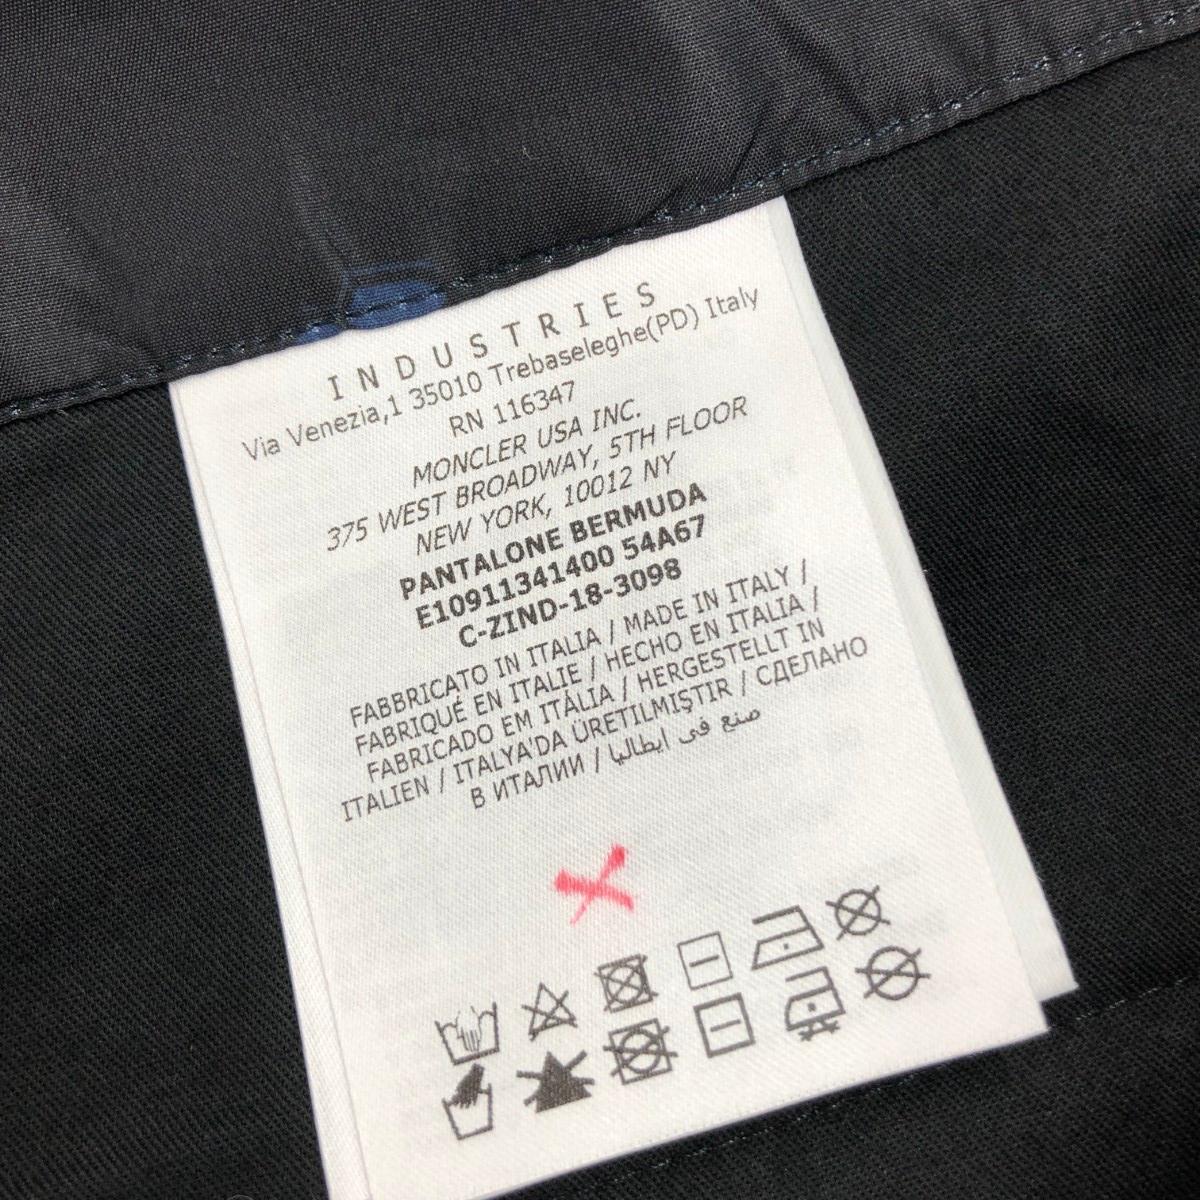 INDUSTRIES
Via Venezia,1 35010 Trebaseleghe(PD) Italy
RN 116347
MONCLER USA INC.
375 WEST BROADWAY, 5TH FLOOR
NEW YORK, 10012 NY
PANTALONE BERMUDA
E10911341400 54A67
C-ZIND-18-3098
FABBRICATO IN ITALIA / MADE IN ITALY /
FABRIQUÉ EN ITALIE / HECHO EN ITALIA /
FABRICADO EM ITÀLIA / HERGESTELLT IN
ITALIEN / ITALYA'DA ÜRETILMIŞTIR / СДЕЛАНО
В ИТАЛИИ / صنع في ايطاليا